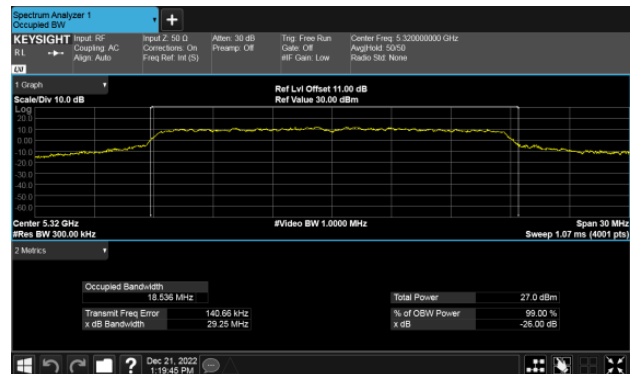 Spectrum Analyzer 1
Occupied BW
+
KEYSIGHT Input: RF Input Z: 50 Ω Atten: 30 dB Trig: Free Run Center Freq: 5.320000000 GHz
RL Coupling: AC Corrections: On Preamp: Off Gate: Off Avg|Hold: 50/50
Align: Auto Freq Ref: Int (S) #IF Gain: Low Radio Std: None
LXI
1 Graph Ref Lvl Offset 11.00 dB
Scale/Div 10.0 dB Ref Value 30.00 dBm
Log
20.0
10.0
0.00
-10.0
-20.0
-30.0
-40.0
-50.0
-60.0
Center 5.32 GHz #Video BW 1.0000 MHz Span 30 MHz
#Res BW 300.00 kHz Sweep 1.07 ms (4001 pts)
2 Metrics
Occupied Bandwidth
18.536 MHz Total Power 27.0 dBm
Transmit Freq Error 140.66 kHz % of OBW Power 99.00 %
x dB Bandwidth 29.25 MHz x dB -26.00 dB
? Dec 21, 2022
1:19:45 PM